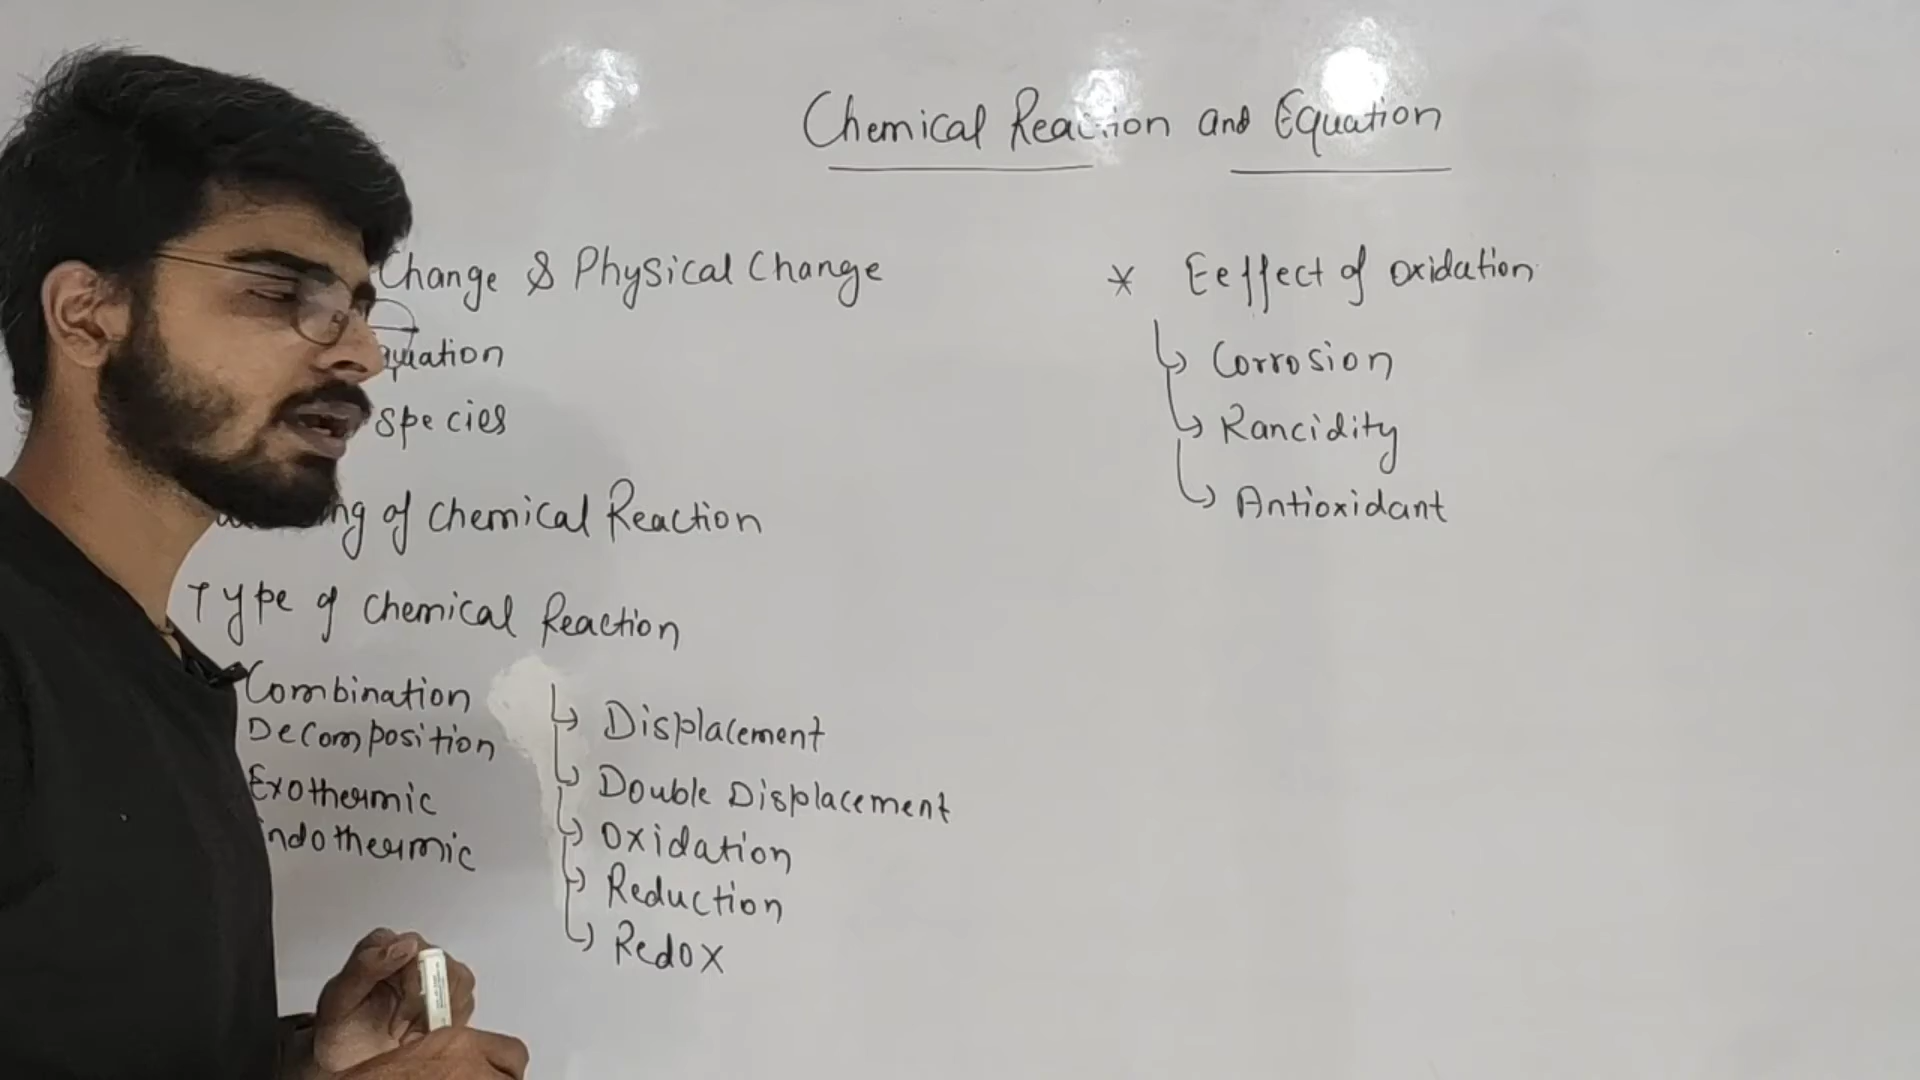 Chemical Reaction and Equation
Change & Physical Change
quation
species
ng of chemical Reaction
Type of chemical Reaction
Combination
Decomposition
Exothermic
Endothermic
Displacement
Double Displacement
Oxidation
Reduction
Redox
* Eeffect of oxidation
Corrosion
Rancidity
Antioxidant